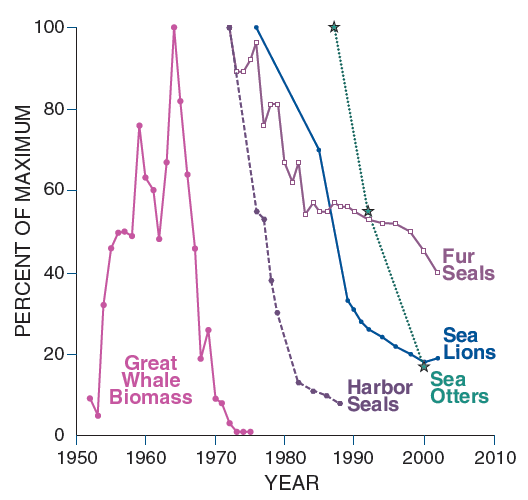 PERCENT OF MAXIMUM
100
80
60
40
20
0
Great
Whale
Biomass
Harbor
Seals
Fur
Seals
Sea
Lions
Sea
Otters
1950 1960 1970 1980 1990 2000 2010
YEAR